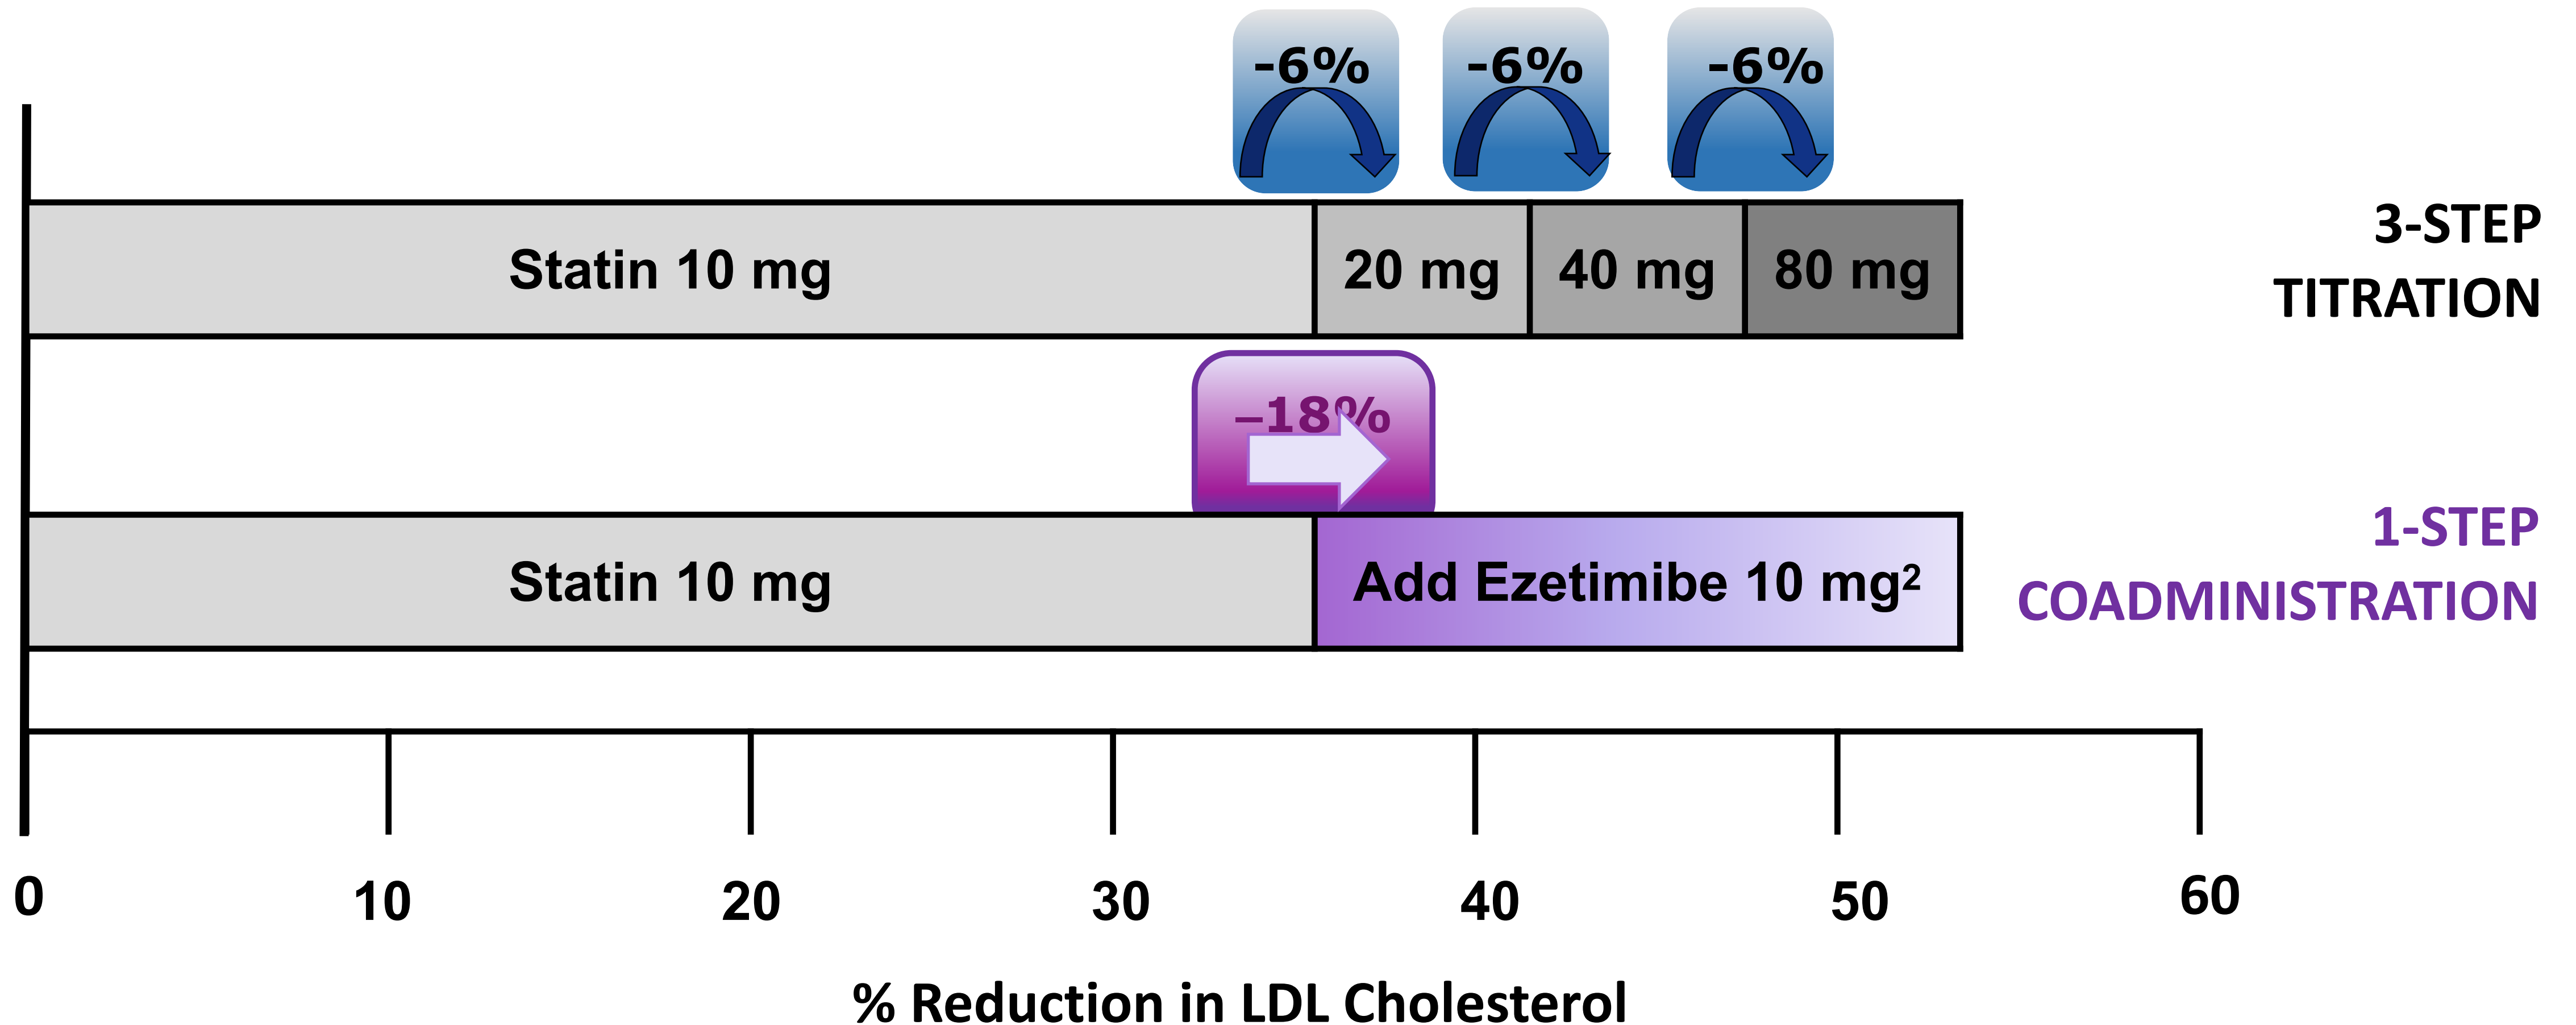 -6% -6% -6%
Statin 10 mg 20 mg 40 mg 80 mg
3-STEP
TITRATION
–18%
Statin 10 mg Add Ezetimibe 10 mg²
1-STEP
COADMINISTRATION
0 10 20 30 40 50 60
% Reduction in LDL Cholesterol